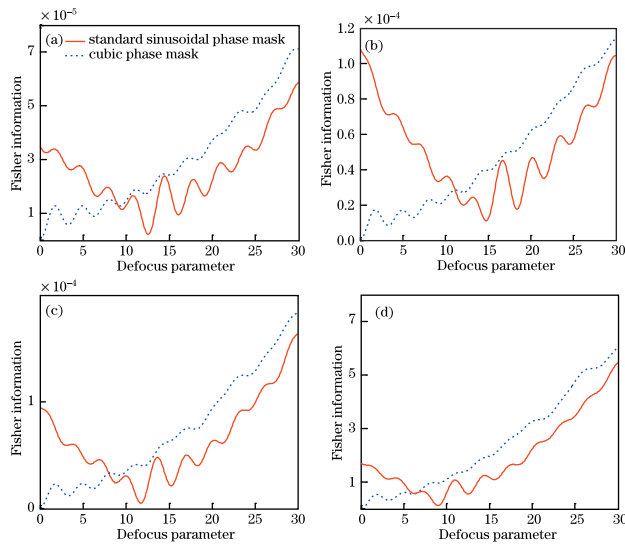 ×10⁻⁵
(a)
standard sinusoidal phase mask
cubic phase mask
7
5
3
1
Fisher information
0 5 10 15 20 25 30
Defocus parameter
×10⁻⁴
(b)
1.2
1.0
0.8
0.6
0.4
0.2
0.0
Fisher information
0 5 10 15 20 25 30
Defocus parameter
×10⁻⁴
(c)
1
0
Fisher information
0 5 10 15 20 25 30
Defocus parameter
(d)
7
5
3
1
Fisher information
0 5 10 15 20 25 30
Defocus parameter